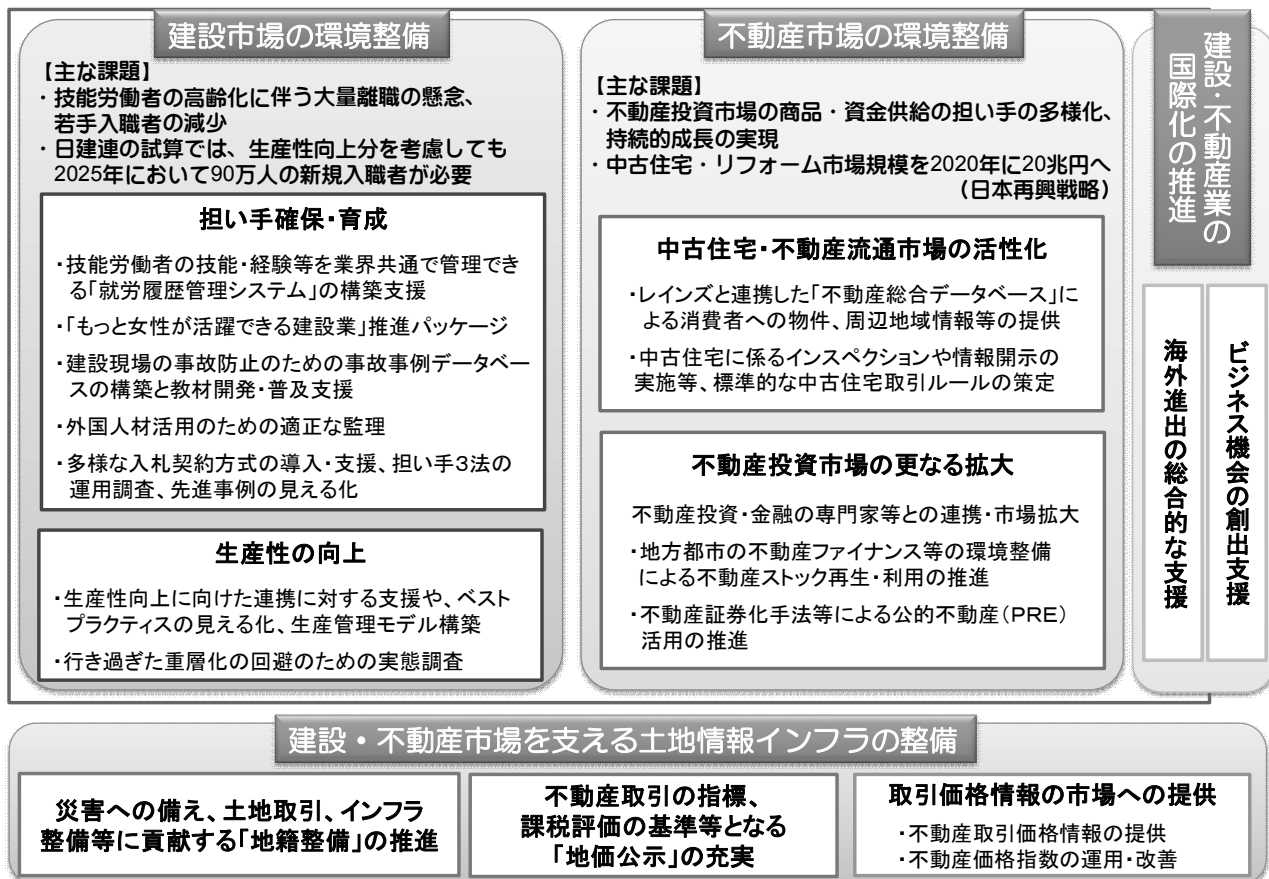 建設市場の環境整備
【主な課題】
・技能労働者の高齢化に伴う大量離職の懸念、
若手入職者の減少
・日建連の試算では、生産性向上分を考慮しても
2025年において90万人の新規入職者が必要
担い手確保・育成
・技能労働者の技能・経験等を業界共通で管理でき
る「就労履歴管理システム」の構築支援
・「もっと女性が活躍できる建設業」推進パッケージ
・建設現場の事故防止のための事故事例データベー
スの構築と教材開発・普及支援
・外国人材活用のための適正な監理
・多様な入札契約方式の導入・支援、担い手3法の
運用調査、先進事例の見える化
生産性の向上
・生産性向上に向けた連携に対する支援や、ベスト
プラクティスの見える化、生産管理モデル構築
・行き過ぎた重層化の回避のための実態調査
不動産市場の環境整備
【主な課題】
・不動産投資市場の商品・資金供給の担い手の多様化、
持続的成長の実現
・中古住宅・リフォーム市場規模を2020年に20兆円へ
（日本再興戦略）
中古住宅・不動産流通市場の活性化
・レインズと連携した「不動産総合データベース」に
よる消費者への物件、周辺地域情報等の提供
・中古住宅に係るインスペクションや情報開示の
実施等、標準的な中古住宅取引ルールの策定
不動産投資市場の更なる拡大
不動産投資・金融の専門家等との連携・市場拡大
・地方都市の不動産ファイナンス等の環境整備
による不動産ストック再生・利用の推進
・不動産証券化手法等による公的不動産（PRE）
活用の推進
建設・不動産業の
国際化の推進
ビジネス機会の創出支援
海外進出の総合的な支援
建設・不動産市場を支える土地情報インフラの整備
災害への備え、土地取引、インフラ
整備等に貢献する「地籍整備」の推進
不動産取引の指標、
課税評価の基準等となる
「地価公示」の充実
取引価格情報の市場への提供
・不動産取引価格情報の提供
・不動産価格指数の運用・改善